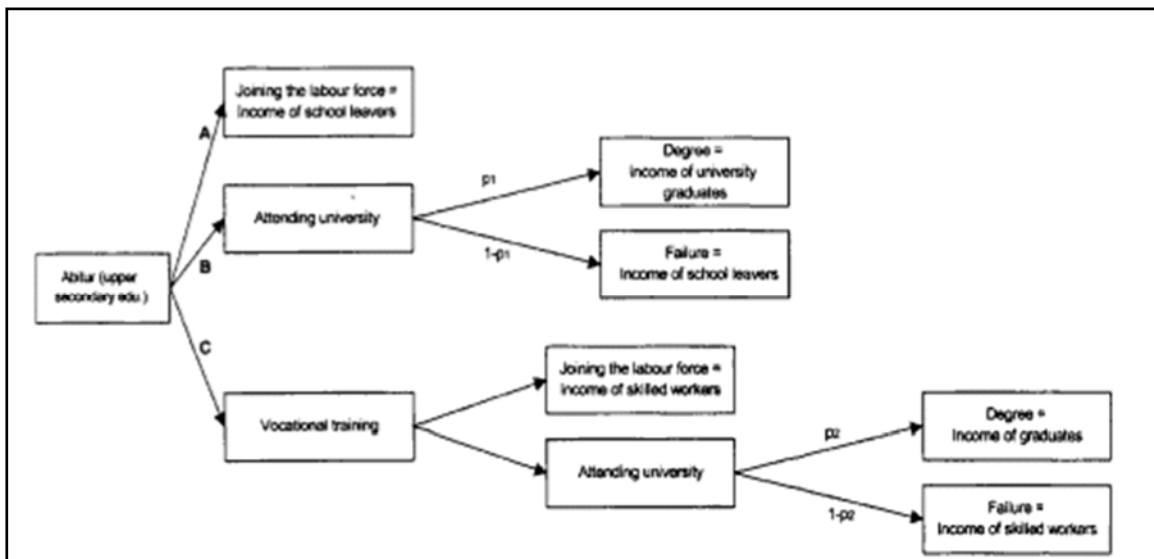 Joining the labour force =
Income of school leavers
A
Degree =
Income of university
graduates
p1
Attending university
1-p1
Failure =
Income of school leavers
B
Abitur (upper
secondary edu.)
C
Joining the labour force =
Income of skilled workers
Vocational training
Degree =
Income of graduates
p2
Attending university
1-p2
Failure =
Income of skilled workers